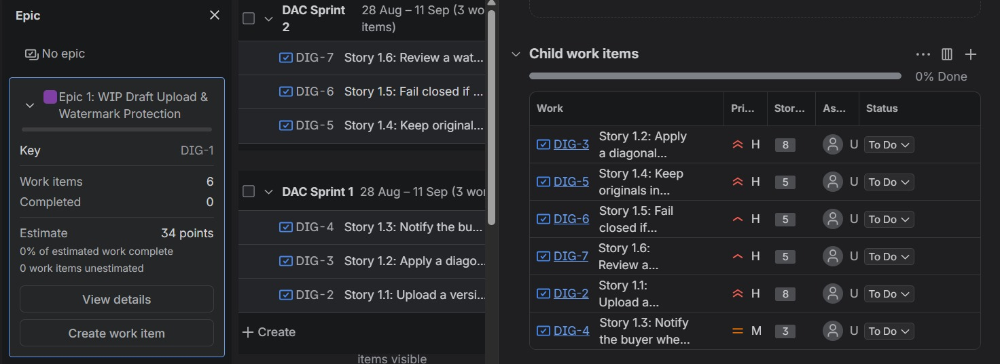 Epic
No epic
Epic 1: WIP Draft Upload &
Watermark Protection
Key DIG-1
Work items 6
Completed 0
Estimate 34 points
0% of estimated work complete
0 work items unestimated
View details
Create work item
DAC Sprint 28 Aug – 11 Sep (3 wo
2 items)
DIG-7 Story 1.6: Review a wat...
DIG-6 Story 1.5: Fail closed if ...
DIG-5 Story 1.4: Keep original...
DAC Sprint 1 28 Aug – 11 Sep (3 wor
DIG-4 Story 1.3: Notify the bu...
DIG-3 Story 1.2: Apply a diago...
DIG-2 Story 1.1: Upload a versi...
Create
items visible
Child work items
0% Done
Work Pri... Stor... As... Status
DIG-3 Story 1.2: Apply
a diagonal... H 8 U To Do
DIG-5 Story 1.4: Keep
originals in... H 5 U To Do
DIG-6 Story 1.5: Fail
closed if... H 5 U To Do
DIG-7 Story 1.6:
Review a... H 5 U To Do
DIG-2 Story 1.1:
Upload a... H 8 U To Do
DIG-4 Story 1.3: Notify
the buyer whe... M 3 U To Do